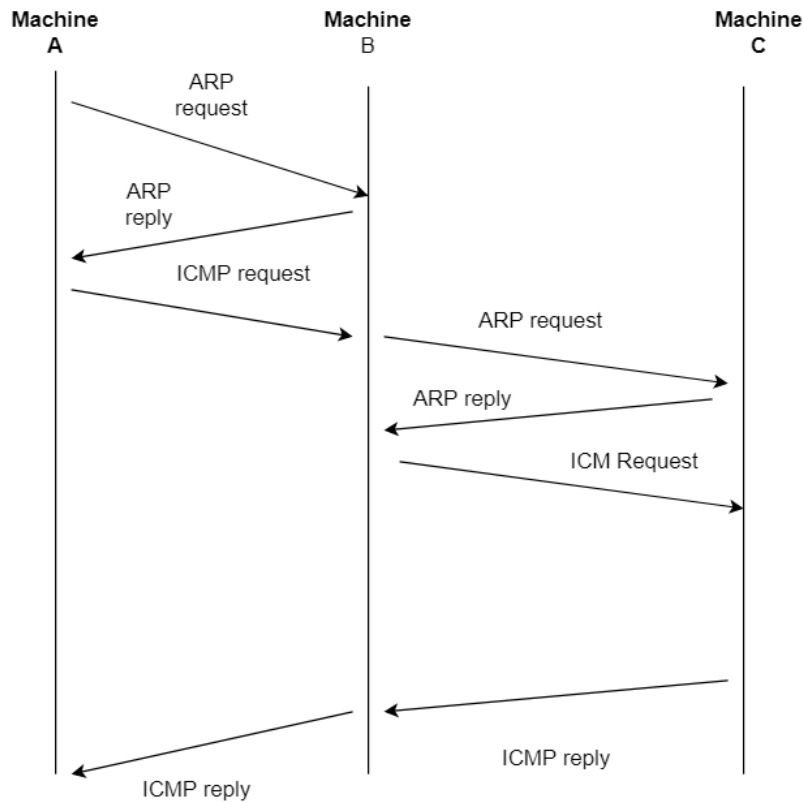 Machine
A
Machine
B
Machine
C
ARP
request
ARP
reply
ICMP request
ARP request
ARP reply
ICM Request
ICMP reply
ICMP reply